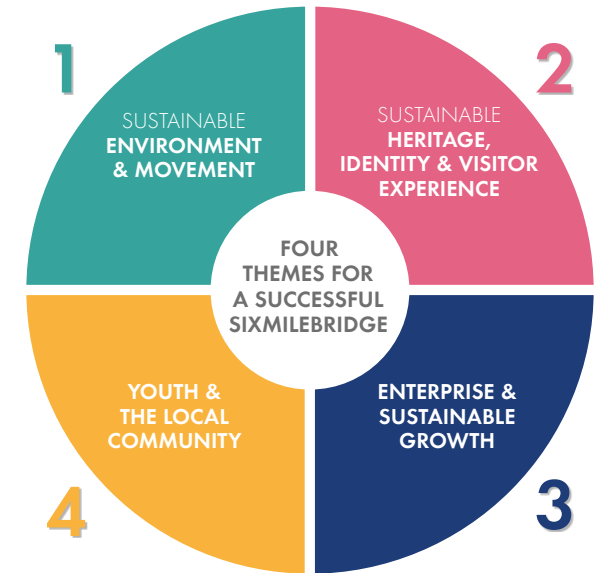 1
SUSTAINABLE
ENVIRONMENT
& MOVEMENT
2
SUSTAINABLE
HERITAGE,
IDENTITY & VISITOR
EXPERIENCE
FOUR
THEMES FOR
A SUCCESSFUL
SIXMILEBRIDGE
ENTERPRISE &
SUSTAINABLE
GROWTH
3
YOUTH &
THE LOCAL
COMMUNITY
4